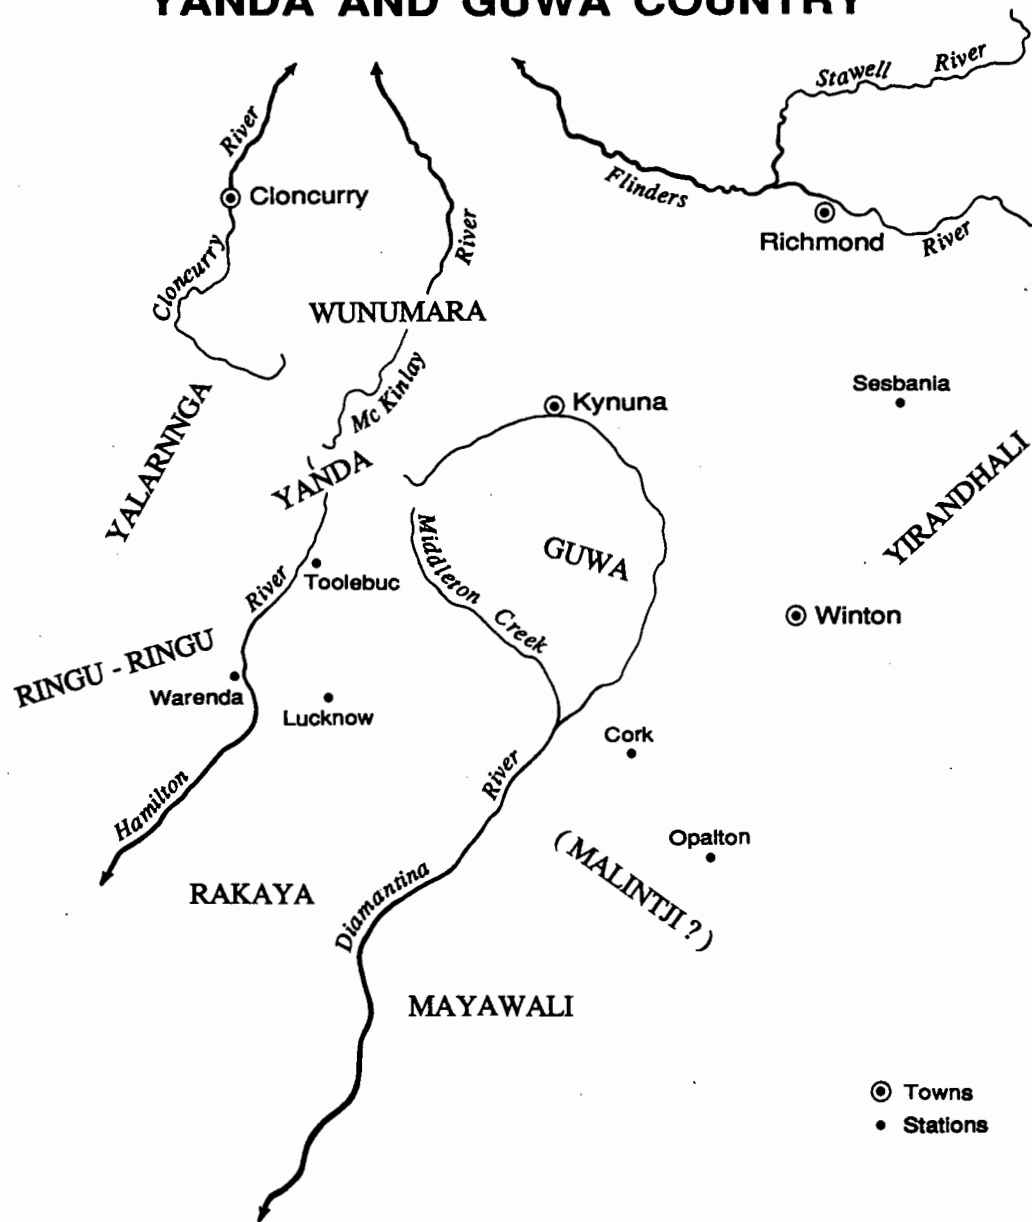 YANDA AND GUWA COUNTRY
Stawell River
River
Cloncurry
Flinders
River
Richmond
River
Cloncurry
WUNUMARA
Mc Kinlay
Sesbania
Kynuna
YALARNNGA
YANDA
YIRANDHALI
Middleton Creek
GUWA
Toolebuc
River
Winton
RINGU - RINGU
Warenda
Lucknow
Cork
River
Hamilton
Opalton
( MALINTJI ? )
RAKAYA
Diamantina
MAYAWALI
Towns
Stations